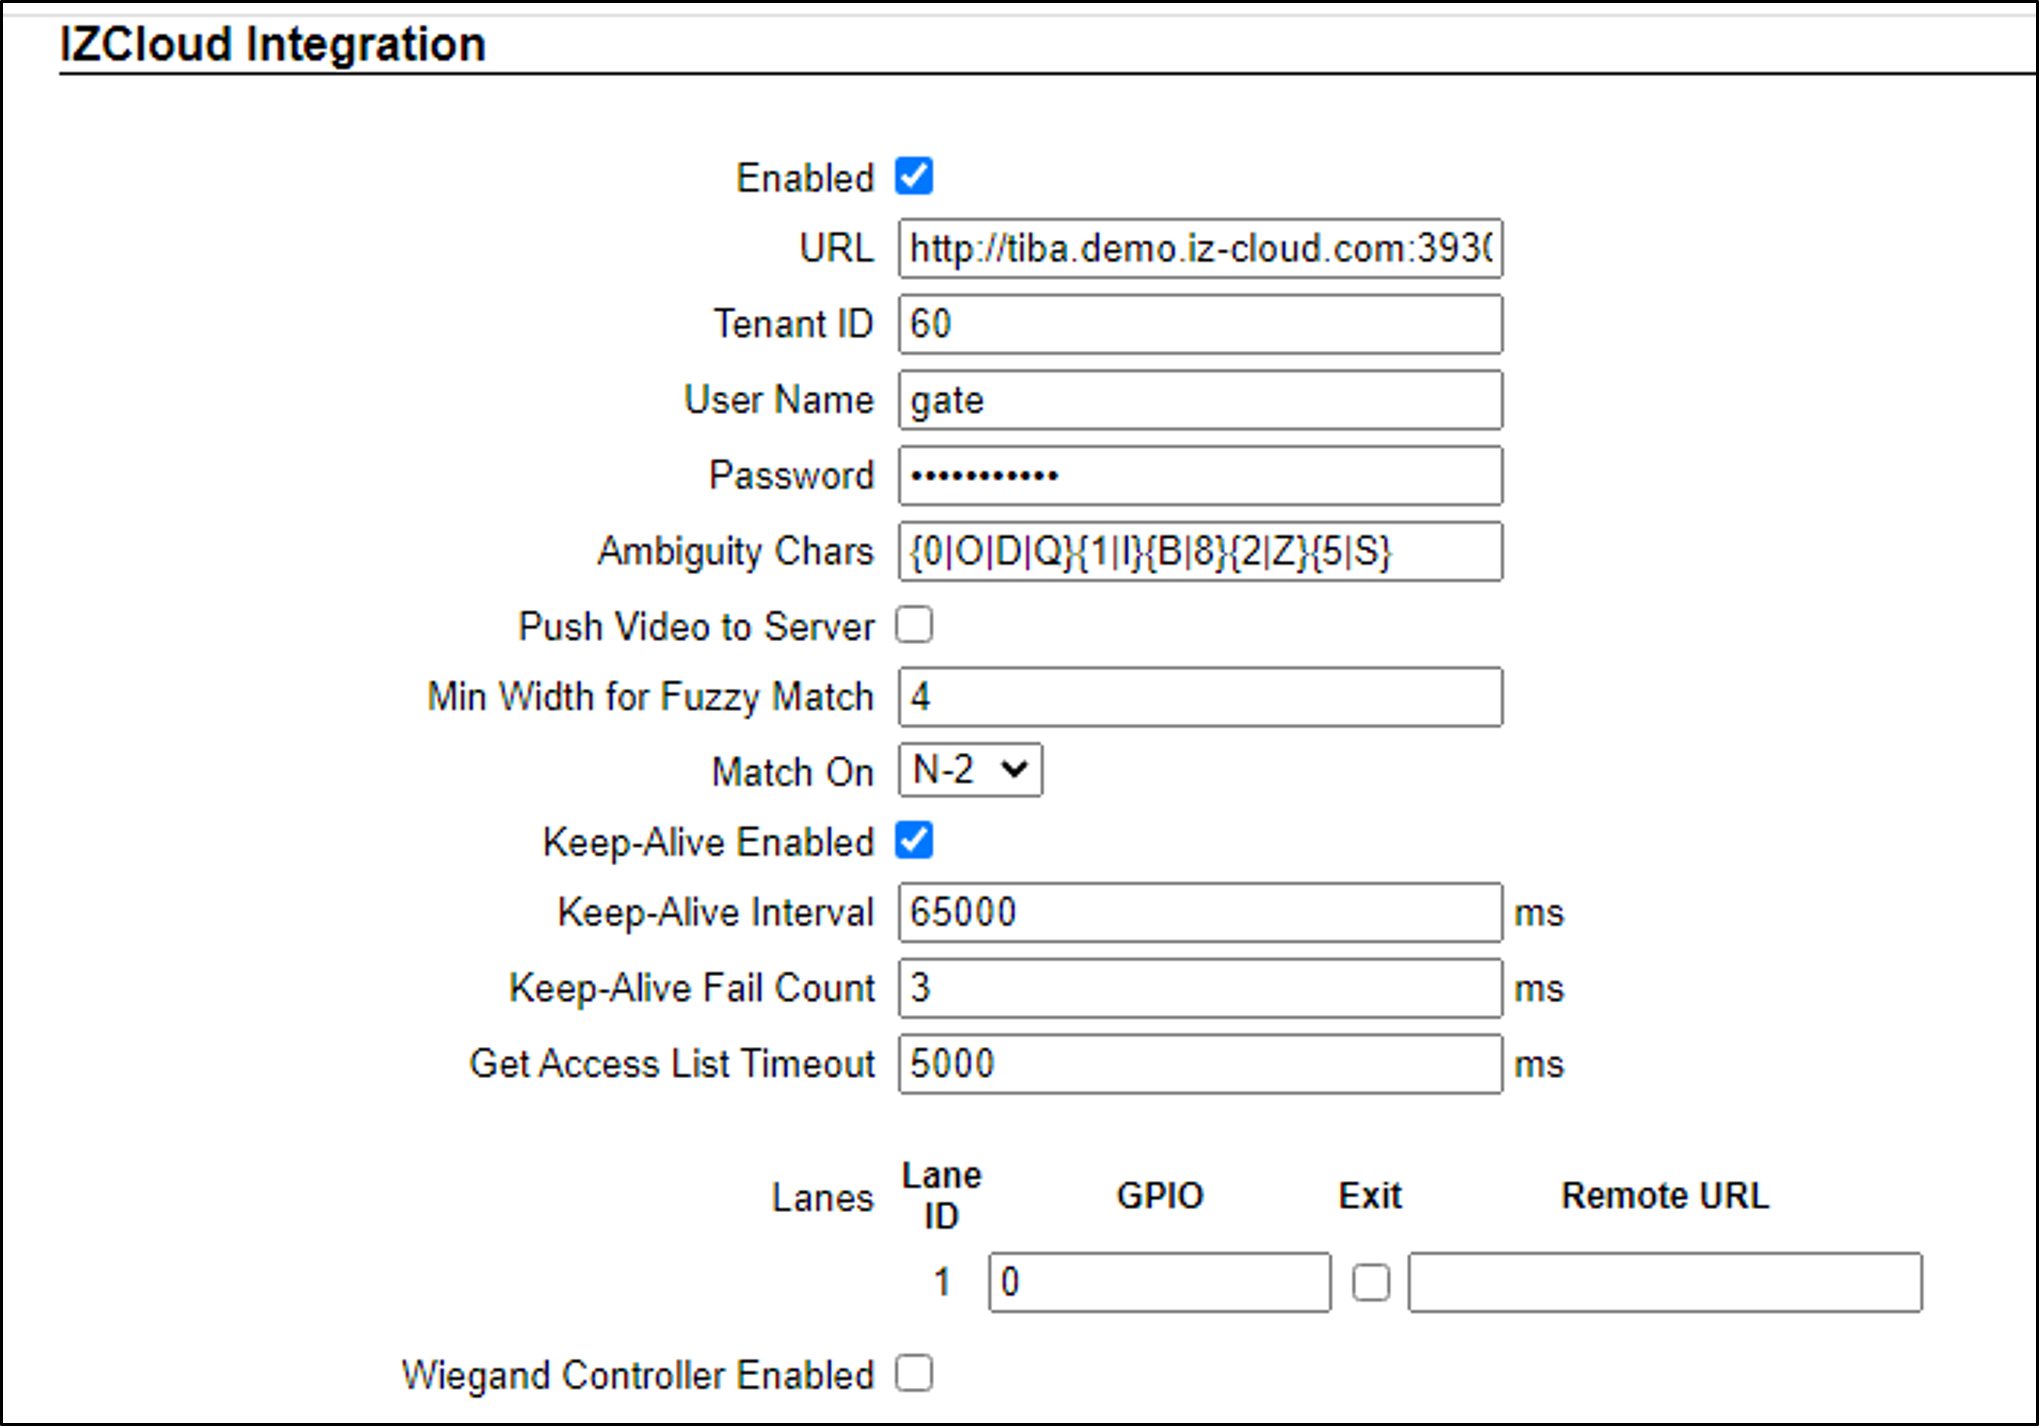 IZCloud Integration
Enabled
URL http://tiba.demo.iz-cloud.com:3930
Tenant ID 60
User Name gate
Password •••••••••••
Ambiguity Chars {0|O|D|Q}{1|I}{B|8}{2|Z}{5|S}
Push Video to Server
Min Width for Fuzzy Match 4
Match On N-2
Keep-Alive Enabled
Keep-Alive Interval 65000 ms
Keep-Alive Fail Count 3 ms
Get Access List Timeout 5000 ms
Lanes Lane ID GPIO Exit Remote URL
1 0
Wiegand Controller Enabled